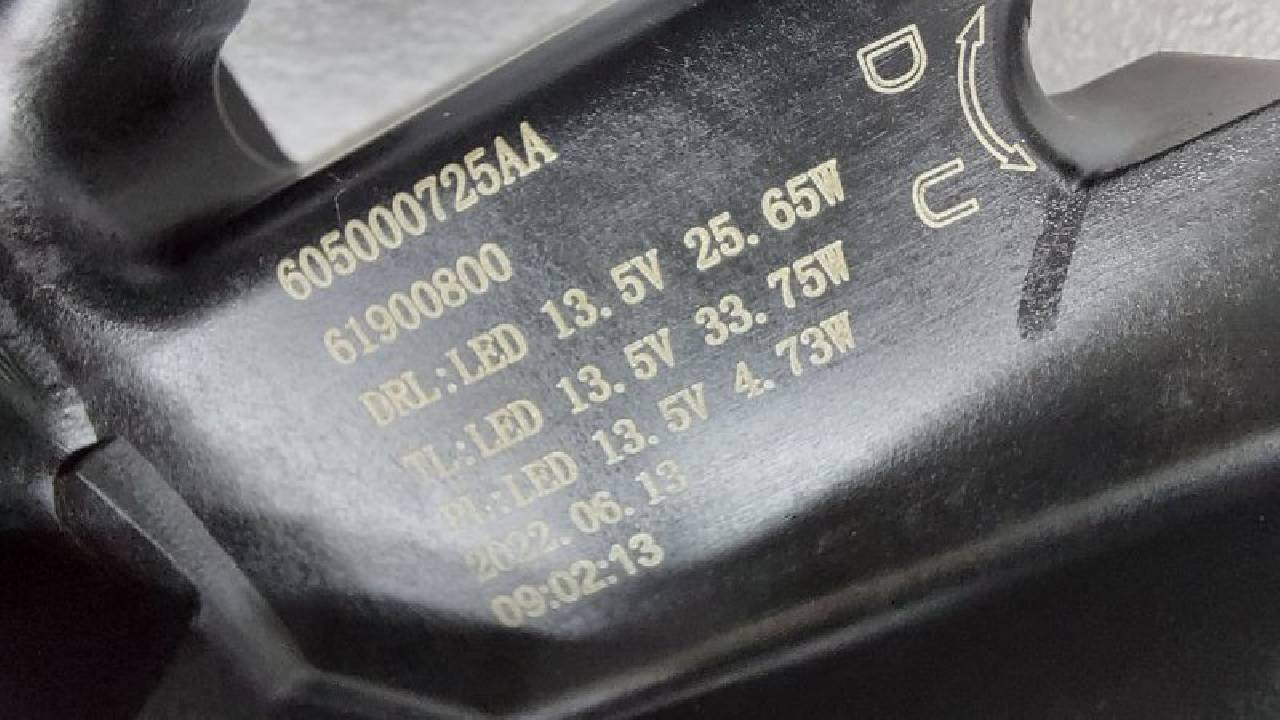 605000725AA
61900800
DRL:LED 13.5V 25.65W
TL:LED 13.5V 33.75W
PL:LED 13.5V 4.73W
2022.06.13
09:02:13
D
U